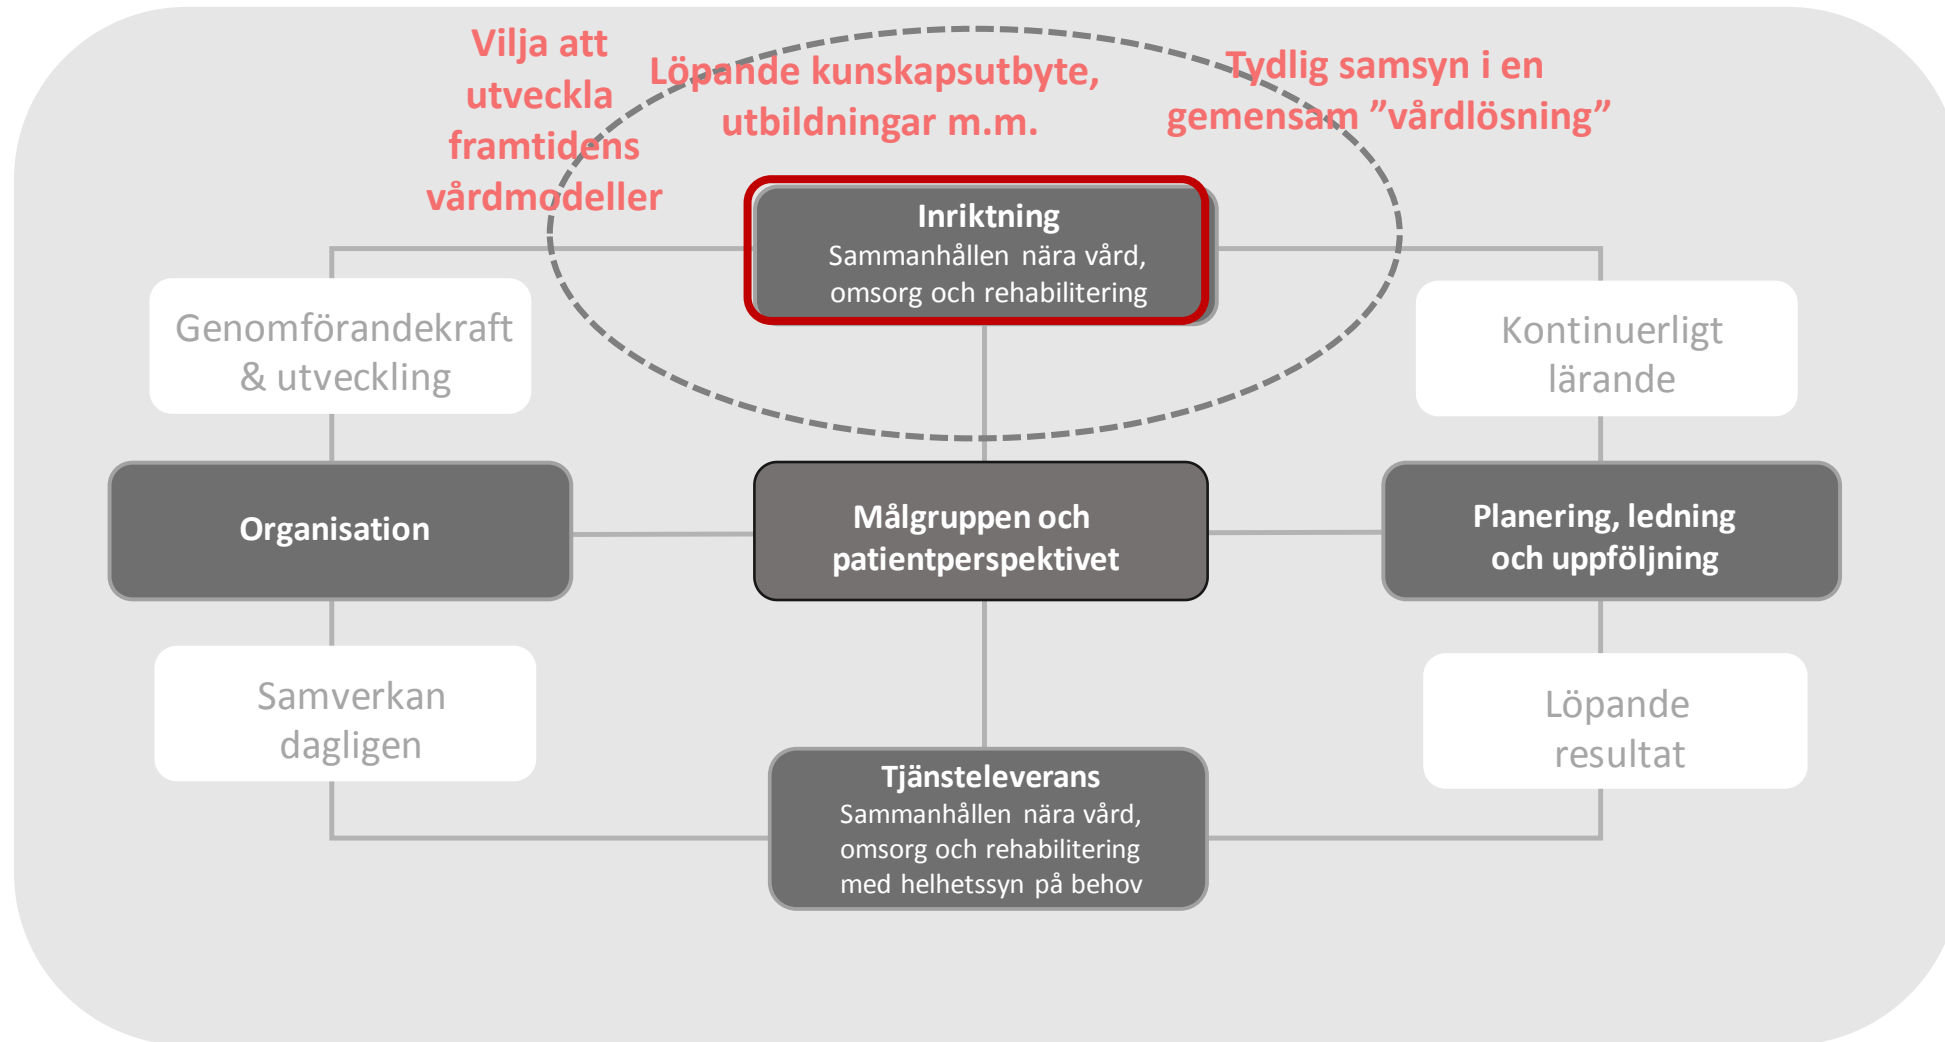 Vilja att
utveckla
framtidens
vårdmodeller
Löpande kunskapsutbyte,
utbildningar m.m.
Tydlig samsyn i en
gemensam ”vårdlösning”
Inriktning
Sammanhållen nära vård,
omsorg och rehabilitering
Genomförandekraft
& utveckling
Kontinuerligt
lärande
Organisation
Målgruppen och
patientperspektivet
Planering, ledning
och uppföljning
Samverkan
dagligen
Löpande
resultat
Tjänsteleverans
Sammanhållen nära vård,
omsorg och rehabilitering
med helhetssyn på behov